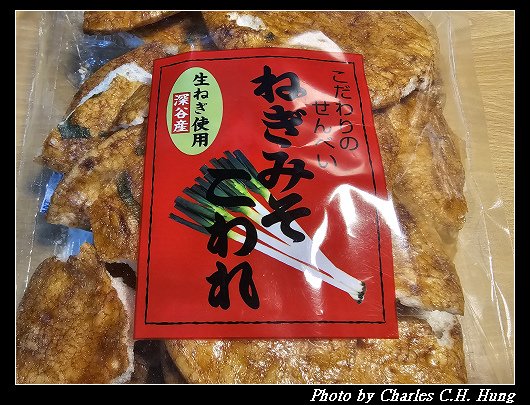 こだわりの
せんべい
ねぎみそ
こわれ
生ねぎ使用
深谷産
Photo by Charles C.H. Hung